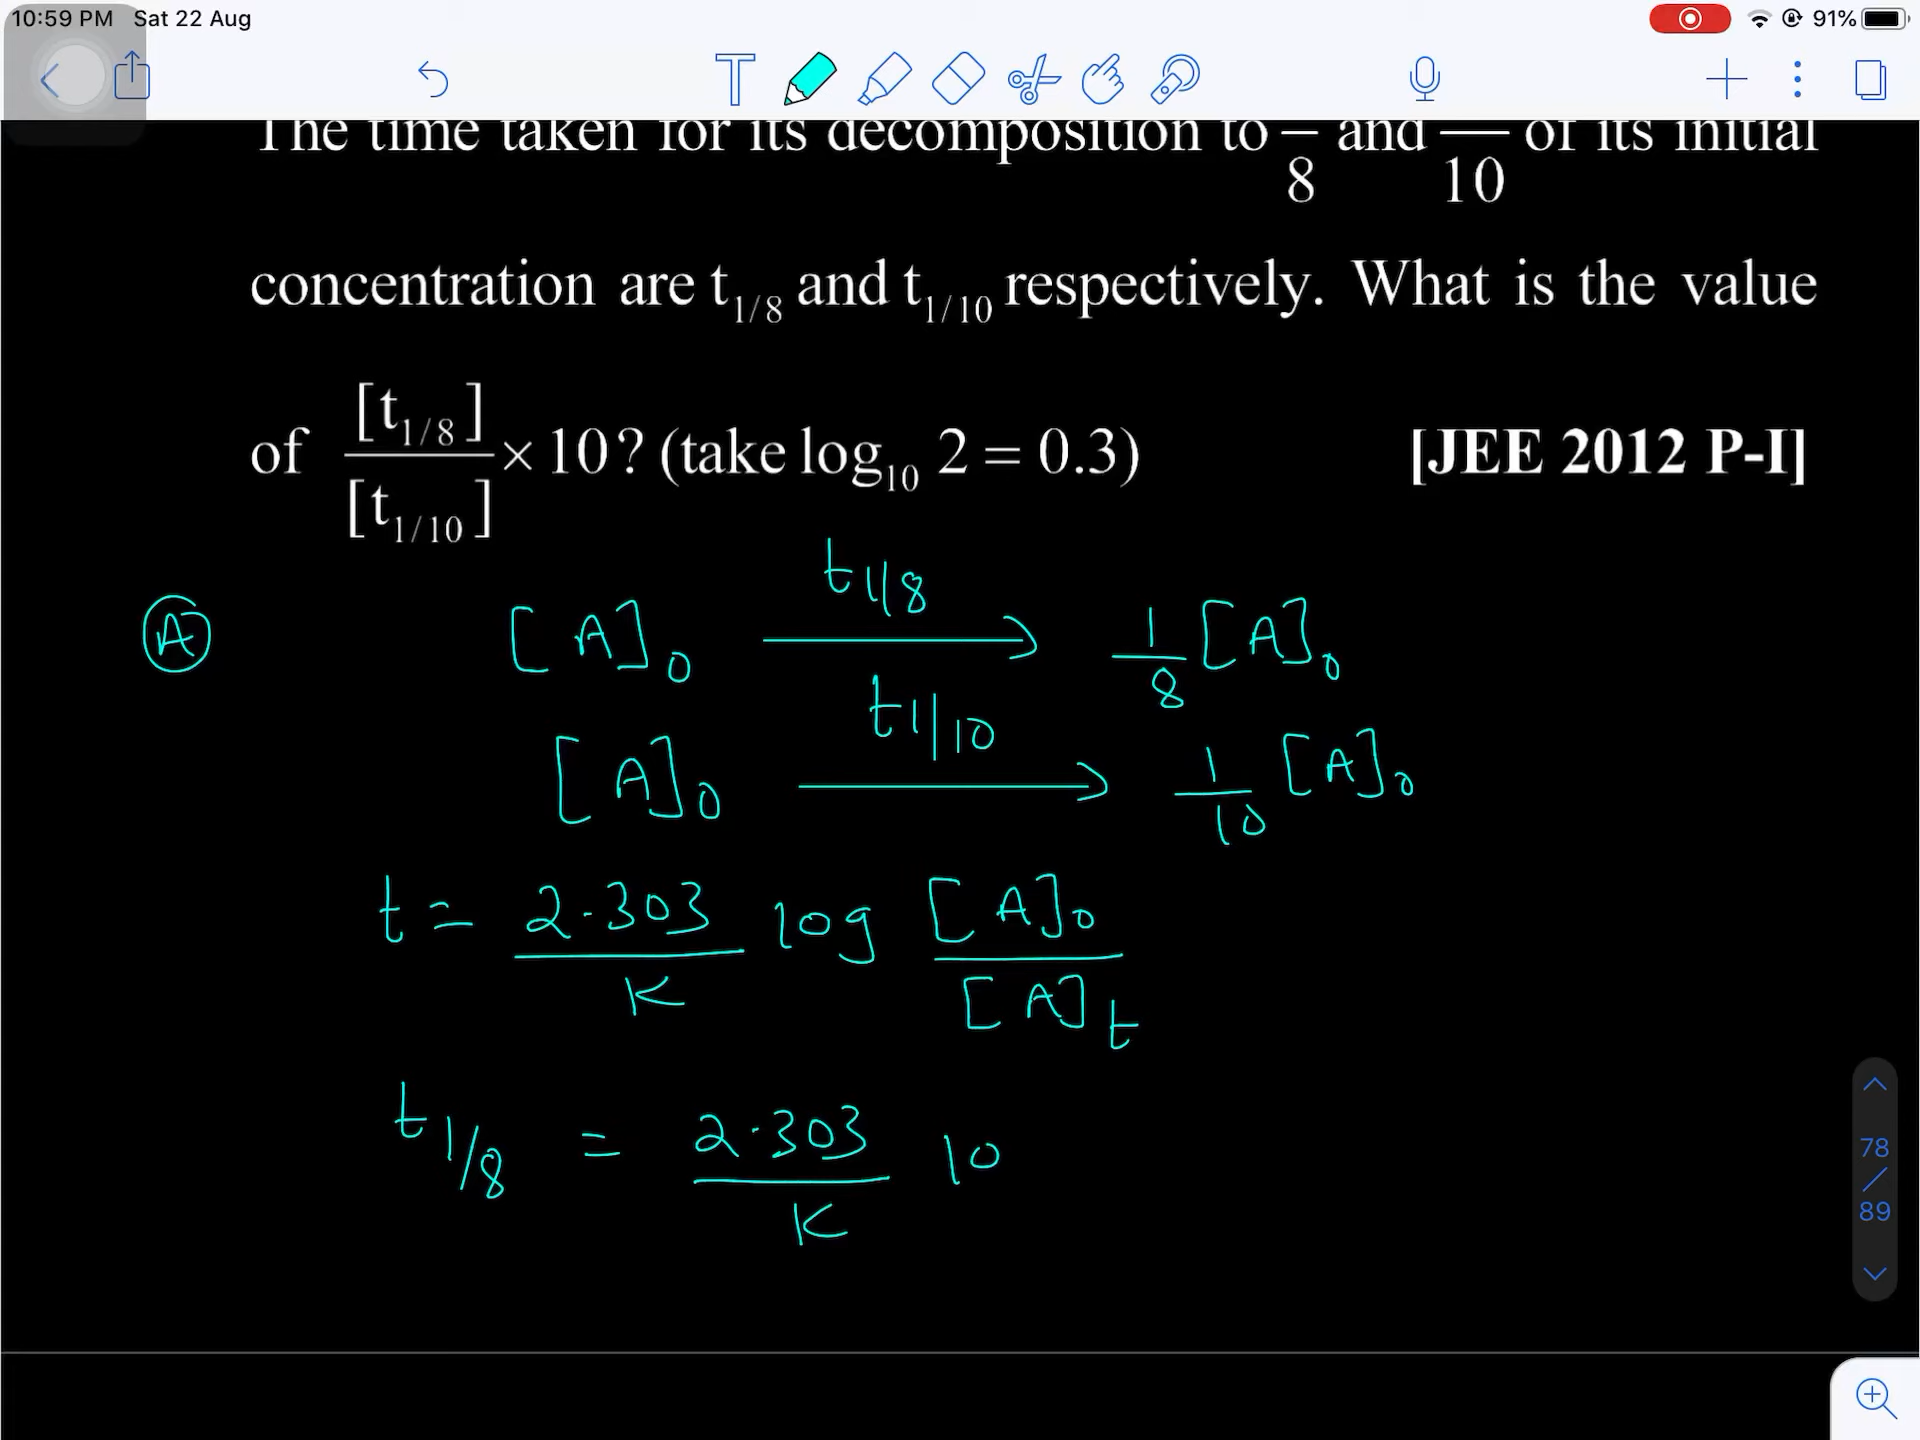 10:59 PM Sat 22 Aug 91%
The time taken for its decomposition to — and — of its initial
8 10
concentration are t1/8 and t1/10 respectively. What is the value
of [t1/8] / [t1/10] × 10? (take log10 2 = 0.3) [JEE 2012 P-I]
A [A]0 t1/8 → 1/8 [A]0
[A]0 t1/10 → 1/10 [A]0
t = 2.303/K log [A]0/[A]t
t1/8 = 2.303/K lo
78
/
89